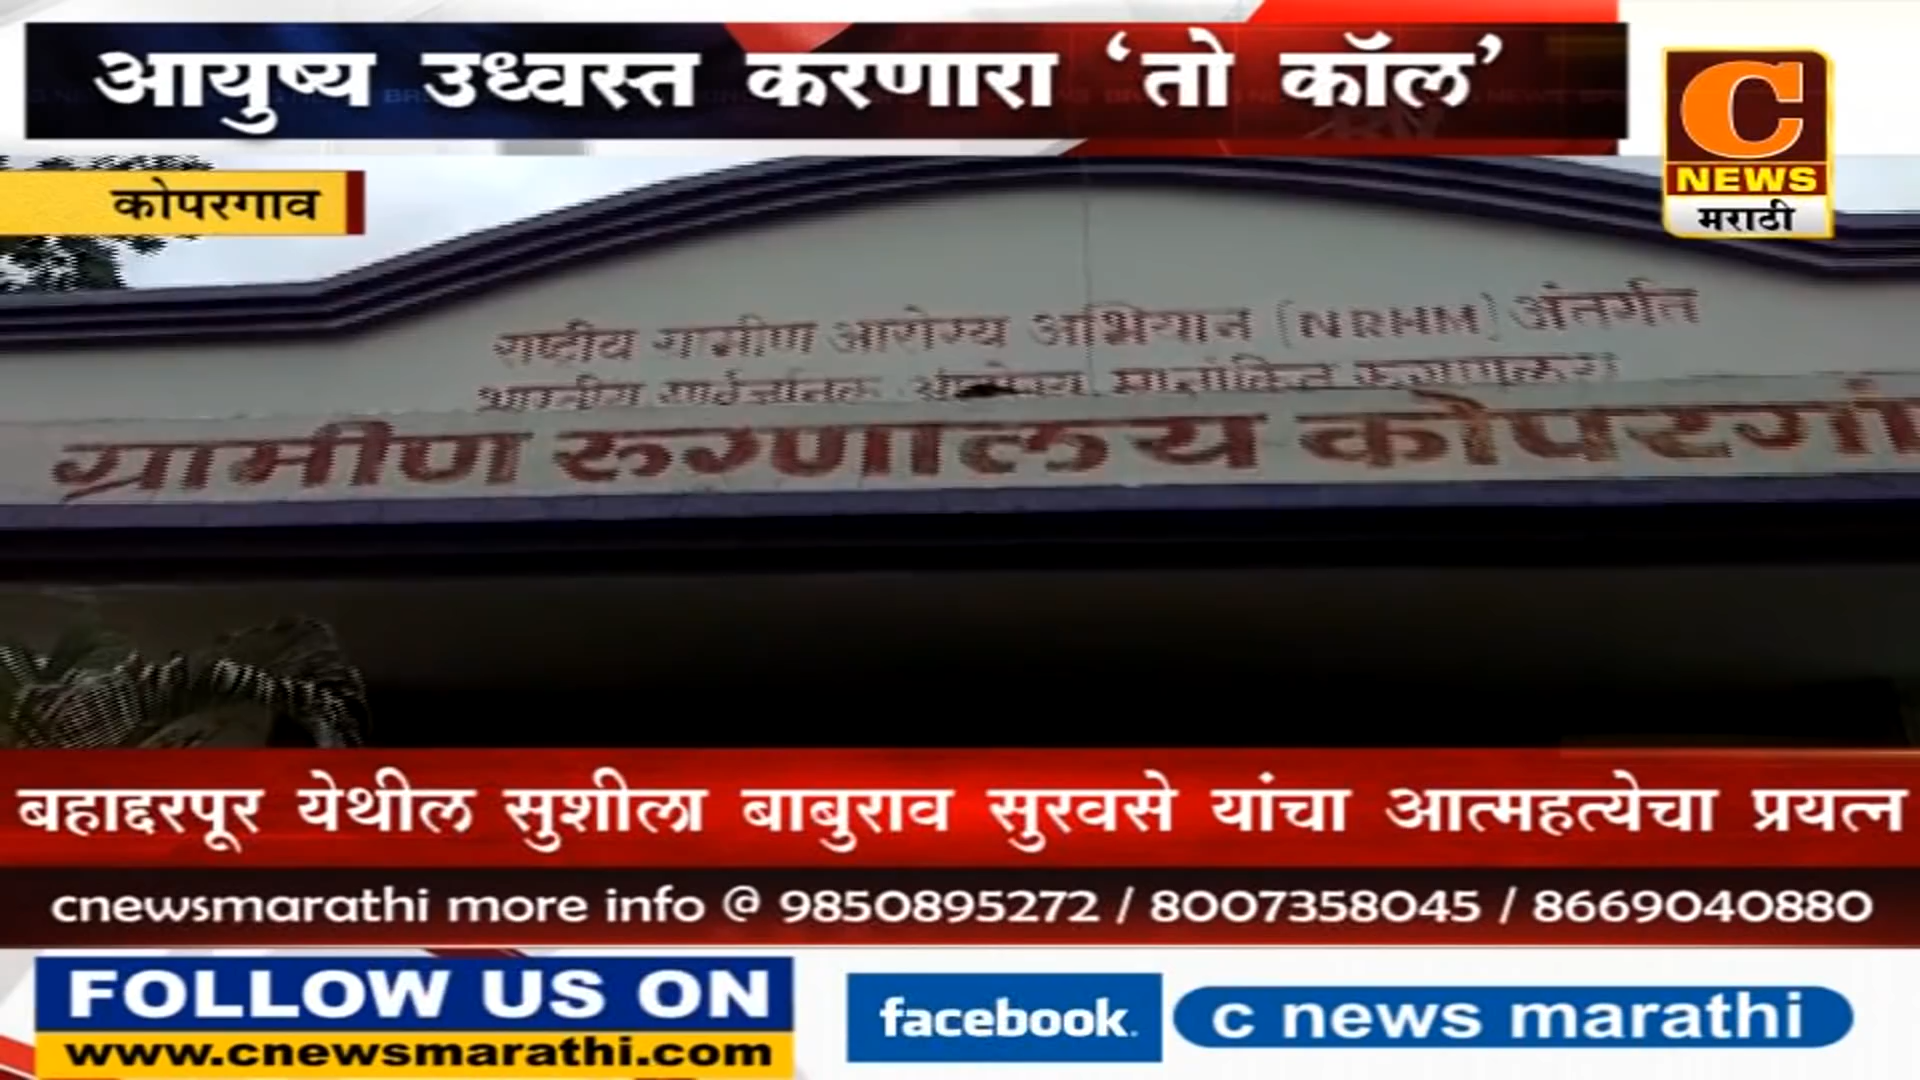 आयुष्य उध्वस्त करणारा ‘तो कॉल’
C
NEWS
मराठी
कोपरगाव
राष्ट्रीय ग्रामीण आरोग्य अभियान (NRHM) अंतर्गत
ग्रामीण रुग्णालय
बहाद्दरपूर येथील सुशीला बाबुराव सुरवसे यांचा आत्महत्येचा प्रयत्न
cnewsmarathi more info @ 9850895272 / 8007358045 / 8669040880
FOLLOW US ON
facebook. c news marathi
www.cnewsmarathi.com